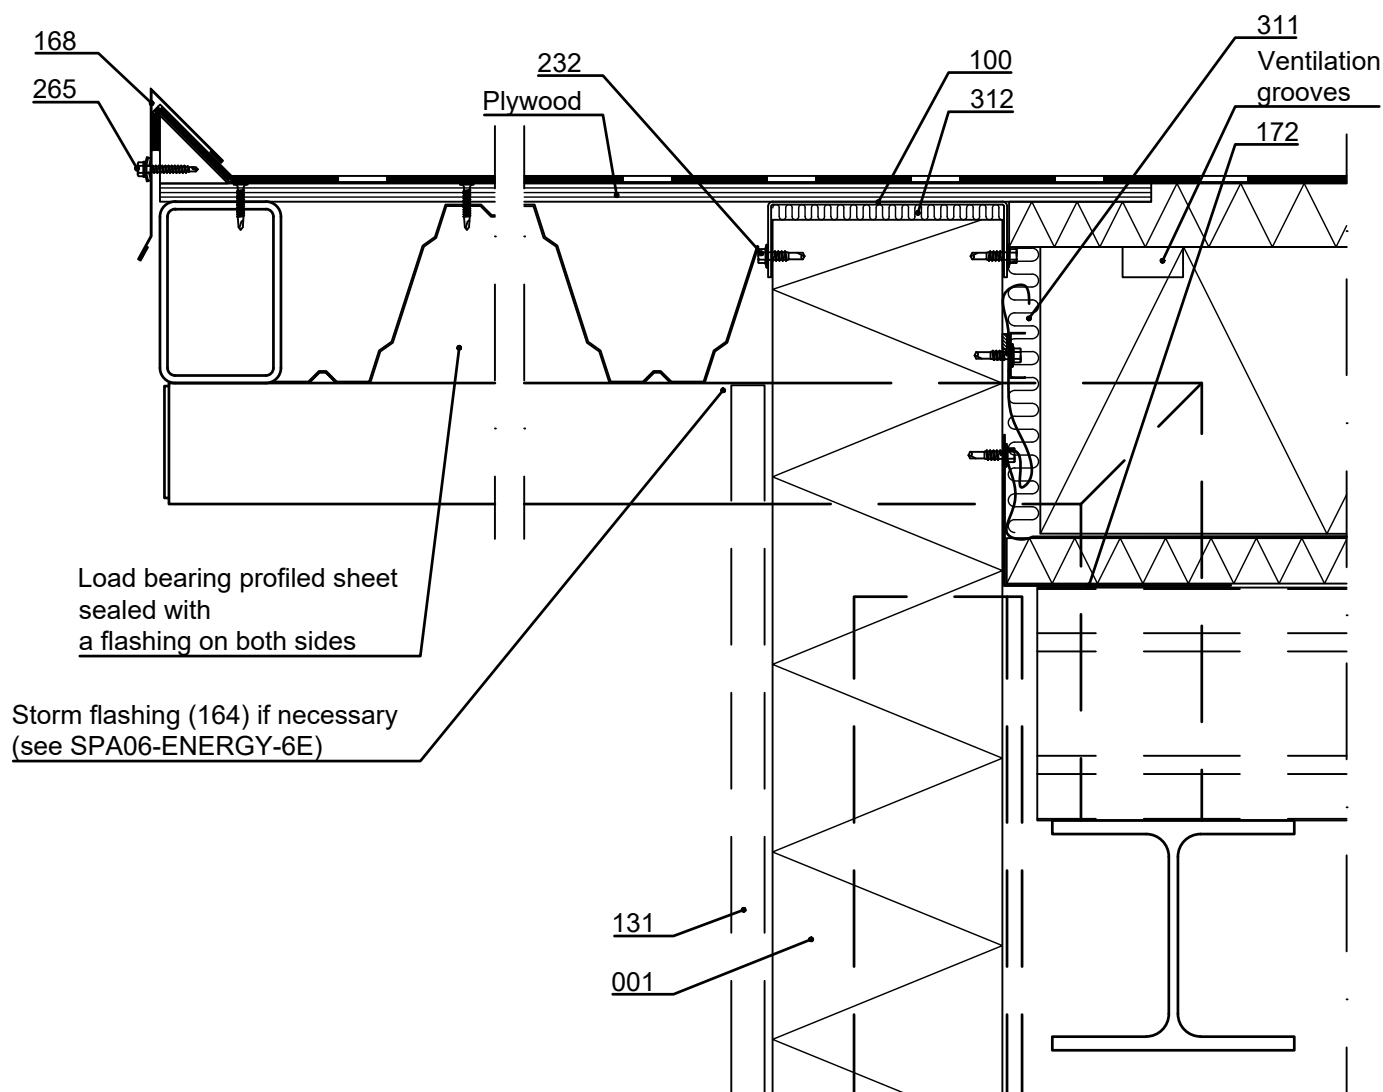 168
265
232
Plywood
100
312
311
Ventilation
grooves
172
Load bearing profiled sheet
sealed with
a flashing on both sides
Storm flashing (164) if necessary
(see SPA06-ENERGY-6E)
131
001